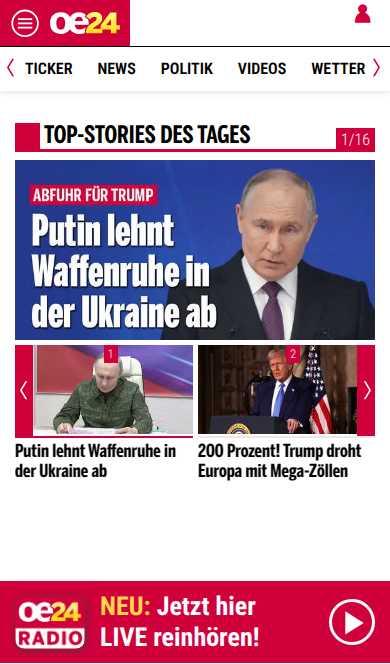 oe24
TICKER NEWS POLITIK VIDEOS WETTER
TOP-STORIES DES TAGES
1/16
ABFUHR FÜR TRUMP
Putin lehnt
Waffenruhe in
der Ukraine ab
1
2
Putin lehnt Waffenruhe in
der Ukraine ab
200 Prozent! Trump droht
Europa mit Mega-Zöllen
oe24
RADIO
NEU: Jetzt hier
LIVE reinhören!